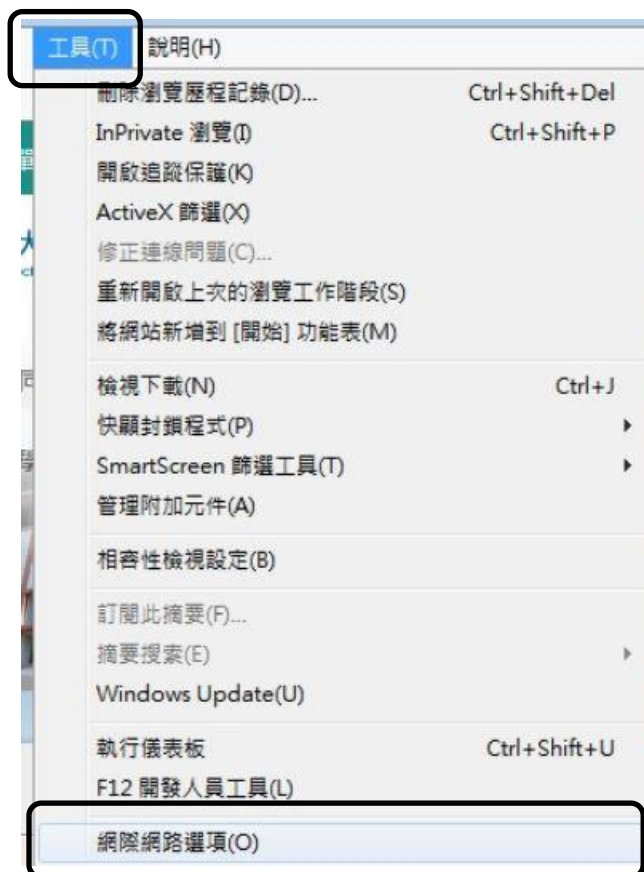 工具(T) 說明(H)
刪除瀏覽歷程記錄(D)... Ctrl+Shift+Del
InPrivate 瀏覽(I) Ctrl+Shift+P
開啟追蹤保護(K)
ActiveX 篩選(X)
修正連線問題(C)...
重新開啟上次的瀏覽工作階段(S)
將網站新增到 [開始] 功能表(M)
檢視下載(N) Ctrl+J
快顯封鎖程式(P)
SmartScreen 篩選工具(T)
管理附加元件(A)
相容性檢視設定(B)
訂閱此摘要(F)...
摘要搜索(E)
Windows Update(U)
執行儀表板 Ctrl+Shift+U
F12 開發人員工具(L)
網際網路選項(O)